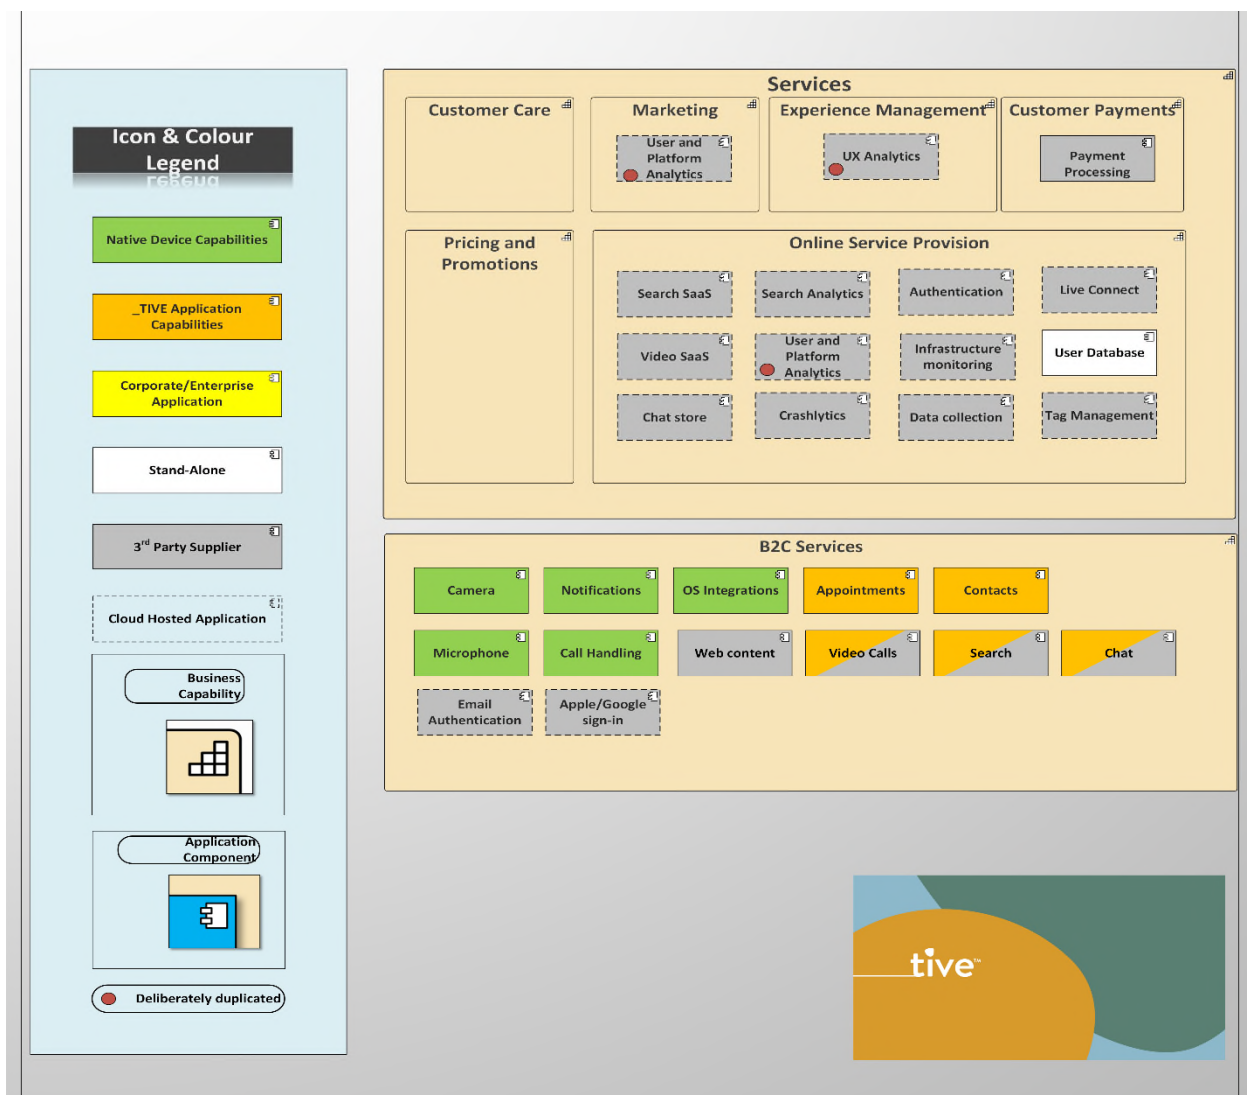 Icon & Colour
Legend
Native Device Capabilities
_TIVE Application
Capabilities
Corporate/Enterprise
Application
Stand-Alone
3rd Party Supplier
Cloud Hosted Application
Business
Capability
Application
Component
Deliberately duplicated
Services
Customer Care
Marketing
User and
Platform
Analytics
Experience Management
UX Analytics
Customer Payments
Payment
Processing
Pricing and
Promotions
Online Service Provision
Search SaaS
Search Analytics
Authentication
Live Connect
Video SaaS
User and
Platform
Analytics
Infrastructure
monitoring
User Database
Chat store
Crashlytics
Data collection
Tag Management
B2C Services
Camera
Notifications
OS Integrations
Appointments
Contacts
Microphone
Call Handling
Web content
Video Calls
Search
Chat
Email
Authentication
Apple/Google
sign-in
_tive™